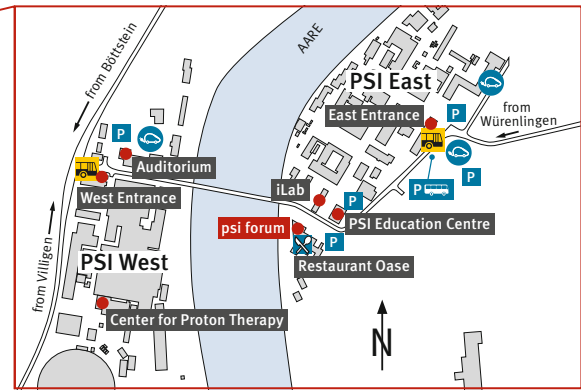 from Böttstein
AARE
PSI East
East Entrance
P
from
Würenlingen
P
Auditorium
West Entrance
P
P
iLab
P
PSI Education Centre
psi forum
P
Restaurant Oase
PSI West
from Villigen
Center for Proton Therapy
N